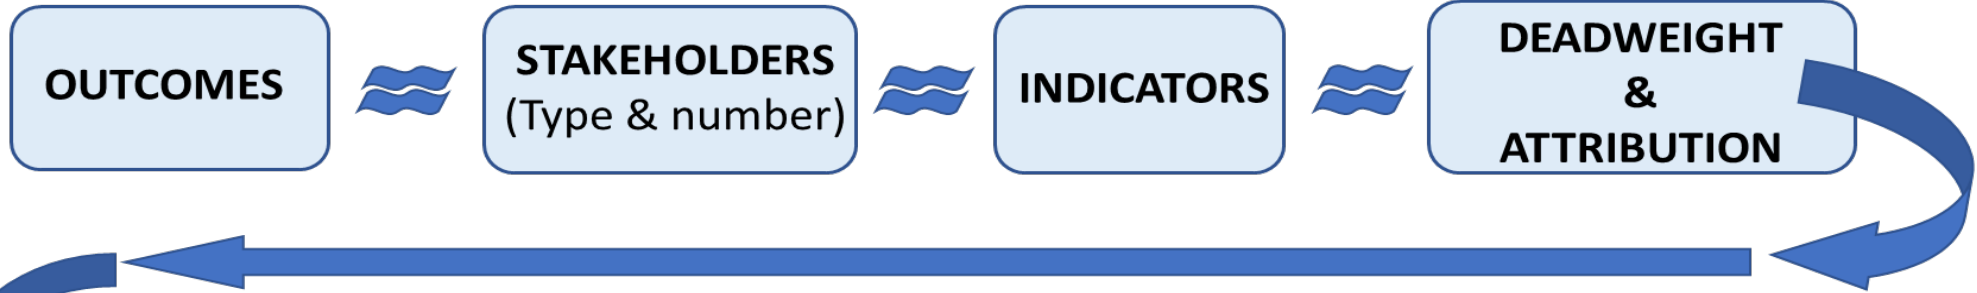 OUTCOMES
STAKEHOLDERS
(Type & number)
INDICATORS
DEADWEIGHT
&
ATTRIBUTION